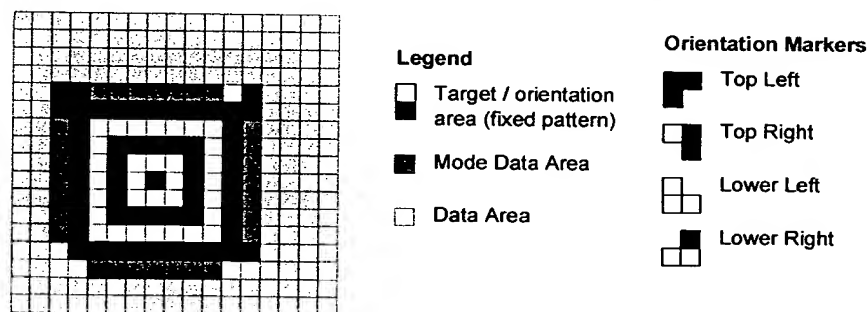 Legend
Target / orientation
area (fixed pattern)
Mode Data Area
Data Area
Orientation Markers
Top Left
Top Right
Lower Left
Lower Right